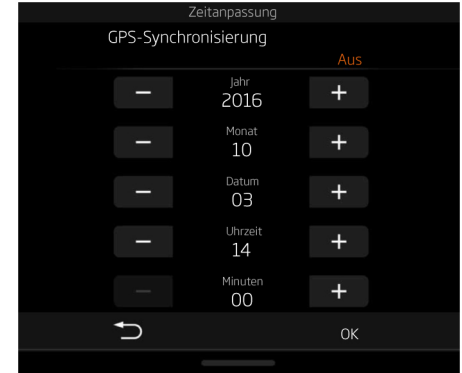 Zeitanpassung
GPS-Synchronisierung
Aus
Jahr
2016
Monat
10
Datum
03
Uhrzeit
14
Minuten
00
OK